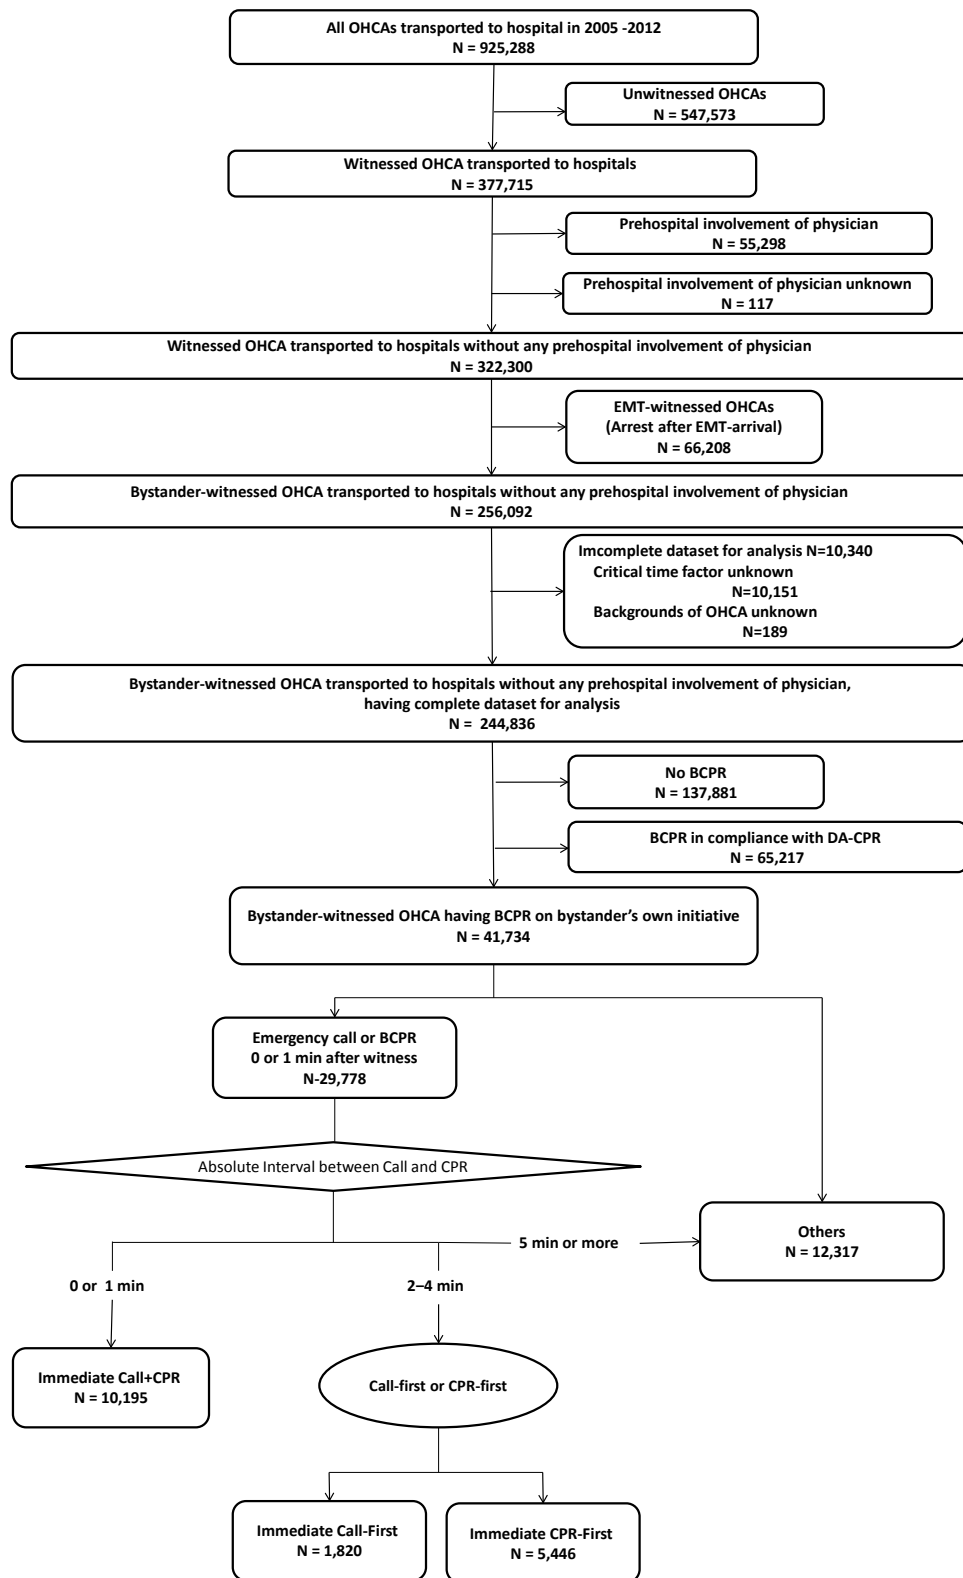 All OHCAs transported to hospital in 2005 -2012
N = 925,288
Unwitnessed OHCAs
N = 547,573
Witnessed OHCA transported to hospitals
N = 377,715
Prehospital involvement of physician
N = 55,298
Prehospital involvement of physician unknown
N = 117
Witnessed OHCA transported to hospitals without any prehospital involvement of physician
N = 322,300
EMT-witnessed OHCAs
(Arrest after EMT-arrival)
N = 66,208
Bystander-witnessed OHCA transported to hospitals without any prehospital involvement of physician
N = 256,092
Imcomplete dataset for analysis N=10,340
Critical time factor unknown
N=10,151
Backgrounds of OHCA unknown
N=189
Bystander-witnessed OHCA transported to hospitals without any prehospital involvement of physician,
having complete dataset for analysis
N = 244,836
No BCPR
N = 137,881
BCPR in compliance with DA-CPR
N = 65,217
Bystander-witnessed OHCA having BCPR on bystander's own initiative
N = 41,734
Emergency call or BCPR
0 or 1 min after witness
N-29,778
Absolute Interval between Call and CPR
Others
N = 12,317
5 min or more
0 or 1 min
2–4 min
Immediate Call+CPR
N = 10,195
Call-first or CPR-first
Immediate Call-First
N = 1,820
Immediate CPR-First
N = 5,446